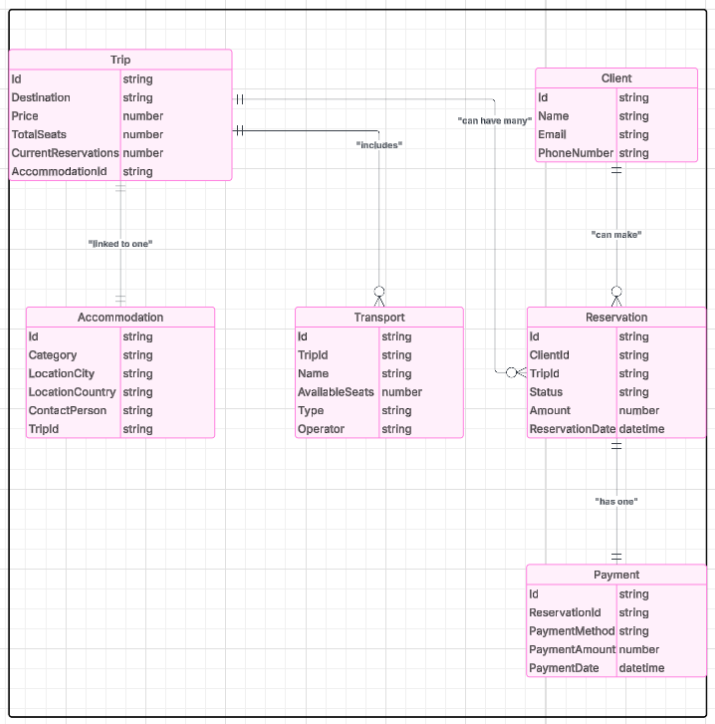 Trip
Id string
Destination string
Price number
TotalSeats number
CurrentReservations number
AccommodationId string
Client
Id string
Name string
Email string
PhoneNumber string
"can have many"
"includes"
"linked to one"
"can make"
Accommodation
Id string
Category string
LocationCity string
LocationCountry string
ContactPerson string
TripId string
Transport
Id string
TripId string
Name string
AvailableSeats number
Type string
Operator string
Reservation
Id string
ClientId string
TripId string
Status string
Amount number
ReservationDate datetime
"has one"
Payment
Id string
ReservationId string
PaymentMethod string
PaymentAmount number
PaymentDate datetime